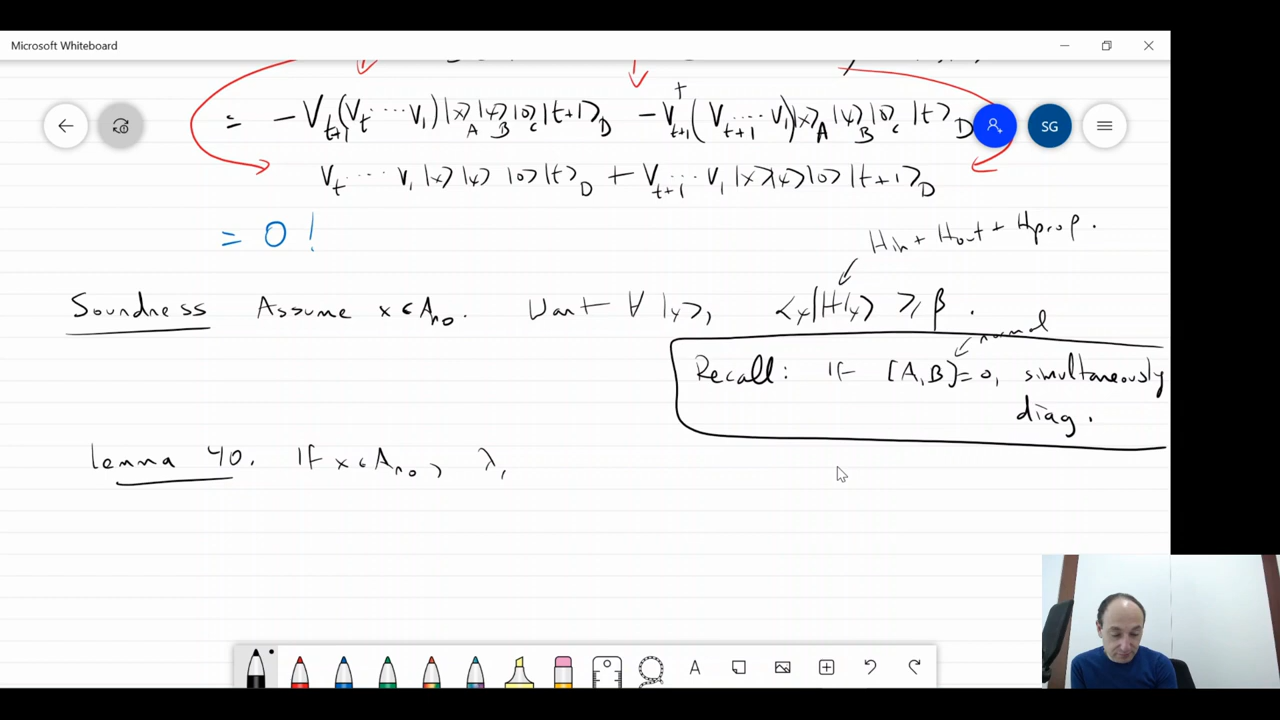 Microsoft Whiteboard
= - V_{t+1}(V_t ⋯ V_1)|x⟩_A|ψ⟩_B|0⟩_C|t+1⟩_D - V_{t+1}^†(V_{t+1} ⋯ V_1)|x⟩_A|ψ⟩_B|0⟩_C|t⟩_D
SG
V_t ⋯ V_1|x⟩|ψ⟩|0⟩|t⟩_D + V_{t+1} ⋯ V_1|x⟩|ψ⟩|0⟩|t+1⟩_D
= 0!
H_in + H_out + H_prop.
Soundness Assume x ∈ A_no. Want ∀ |ψ⟩, ⟨ψ|H|ψ⟩ ≥ β.
normal
Recall: If [A,B]=0, simultaneously
diag.
Lemma 40. If x ∈ A_no, λ,
A